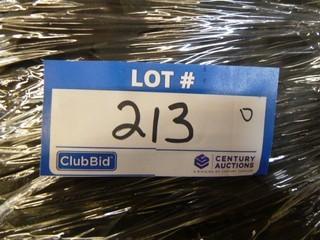 LOT #
213 D
ClubBid
CENTURY
AUCTIONS